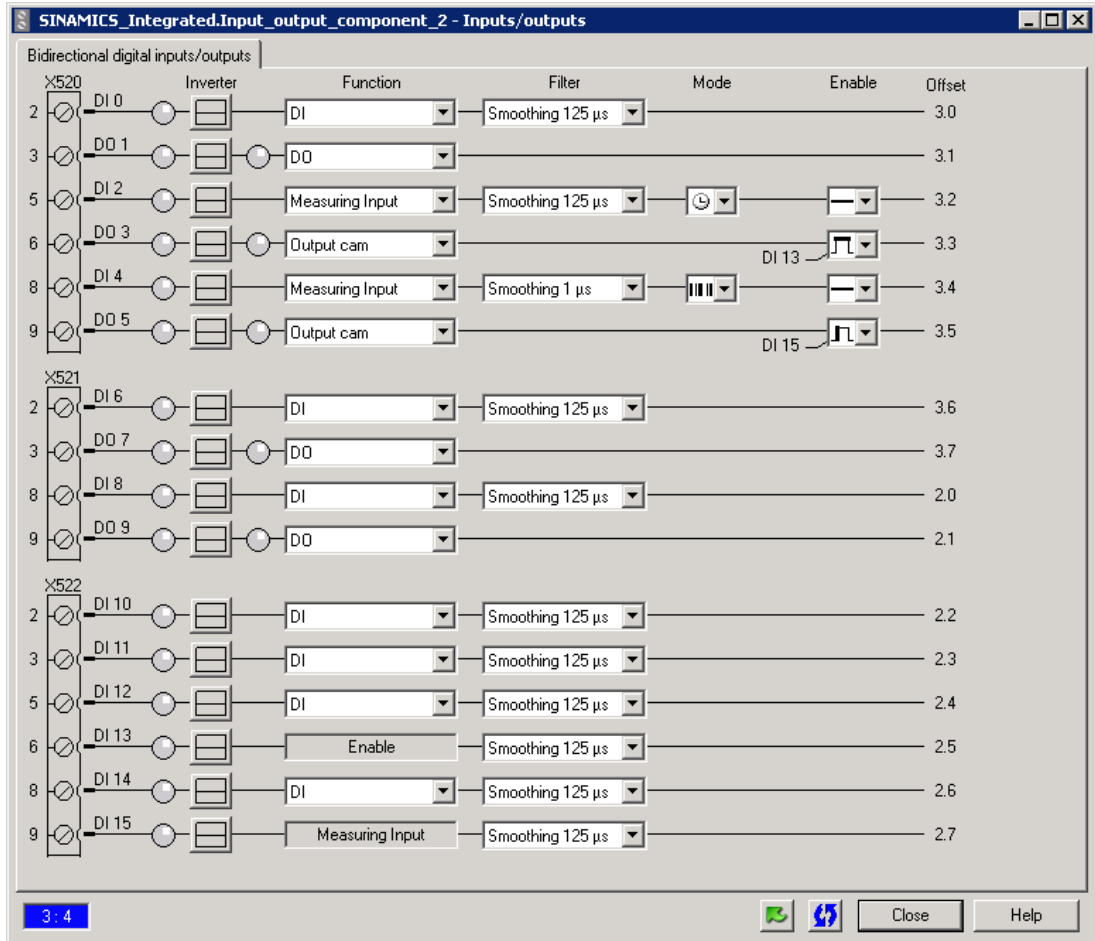 SINAMICS_Integrated.Input_output_component_2 - Inputs/outputs
Bidirectional digital inputs/outputs
X520 Inverter Function Filter Mode Enable Offset
2 DI 0 DI Smoothing 125 µs 3.0
3 DO 1 DO 3.1
5 DI 2 Measuring Input Smoothing 125 µs 3.2
6 DO 3 Output cam DI 13 3.3
8 DI 4 Measuring Input Smoothing 1 µs 3.4
9 DO 5 Output cam DI 15 3.5
X521
2 DI 6 DI Smoothing 125 µs 3.6
3 DO 7 DO 3.7
8 DI 8 DI Smoothing 125 µs 2.0
9 DO 9 DO 2.1
X522
2 DI 10 DI Smoothing 125 µs 2.2
3 DI 11 DI Smoothing 125 µs 2.3
5 DI 12 DI Smoothing 125 µs 2.4
6 DI 13 Enable Smoothing 125 µs 2.5
8 DI 14 DI Smoothing 125 µs 2.6
9 DI 15 Measuring Input Smoothing 125 µs 2.7
3 : 4 Close Help